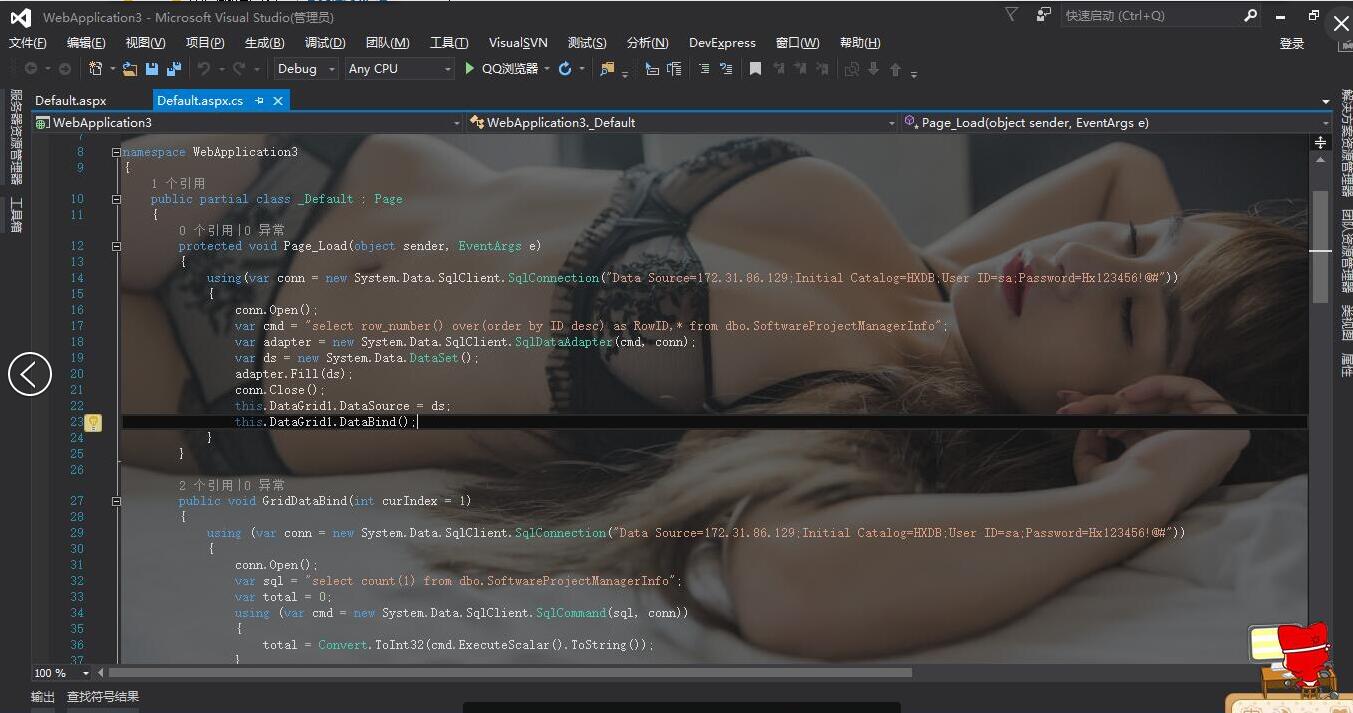 WebApplication3 - Microsoft Visual Studio(管理员)
快速启动 (Ctrl+Q)
文件(F) 编辑(E) 视图(V) 项目(P) 生成(B) 调试(D) 团队(M) 工具(T) VisualSVN 测试(S) 分析(N) DevExpress 窗口(W) 帮助(H) 登录
Debug Any CPU QQ浏览器
Default.aspx Default.aspx.cs
WebApplication3 WebApplication3._Default Page_Load(object sender, EventArgs e)
服务器资源管理器
工具箱
解决方案资源管理器
团队资源管理器
类视图
属性
7
8 namespace WebApplication3
9 {
1 个引用
10 public partial class _Default : Page
11 {
0 个引用|0 异常
12 protected void Page_Load(object sender, EventArgs e)
13 {
14 using(var conn = new System.Data.SqlClient.SqlConnection("Data Source=172.31.86.129;Initial Catalog=HXDB;User ID=sa;Password=Hx123456!@#"))
15 {
16 conn.Open();
17 var cmd = "select row_number() over(order by ID desc) as RowID,* from dbo.SoftwareProjectManagerInfo";
18 var adapter = new System.Data.SqlClient.SqlDataAdapter(cmd, conn);
19 var ds = new System.Data.DataSet();
20 adapter.Fill(ds);
21 conn.Close();
22 this.DataGrid1.DataSource = ds;
23 this.DataGrid1.DataBind();
24 }
25 }
26
2 个引用|0 异常
27 public void GridDataBind(int curIndex = 1)
28 {
29 using (var conn = new System.Data.SqlClient.SqlConnection("Data Source=172.31.86.129;Initial Catalog=HXDB;User ID=sa;Password=Hx123456!@#"))
30 {
31 conn.Open();
32 var sql = "select count(1) from dbo.SoftwareProjectManagerInfo";
33 var total = 0;
34 using (var cmd = new System.Data.SqlClient.SqlCommand(sql, conn))
35 {
36 total = Convert.ToInt32(cmd.ExecuteScalar().ToString());
37 }
100 %
输出 查找符号结果